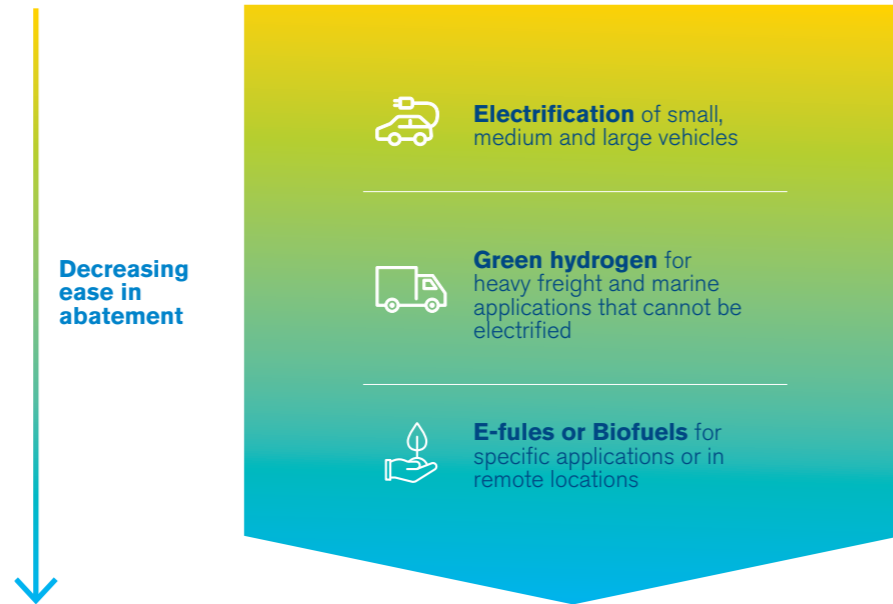 Decreasing
ease in
abatement
Electrification of small,
medium and large vehicles
Green hydrogen for
heavy freight and marine
applications that cannot be
electrified
E-fules or Biofuels for
specific applications or in
remote locations